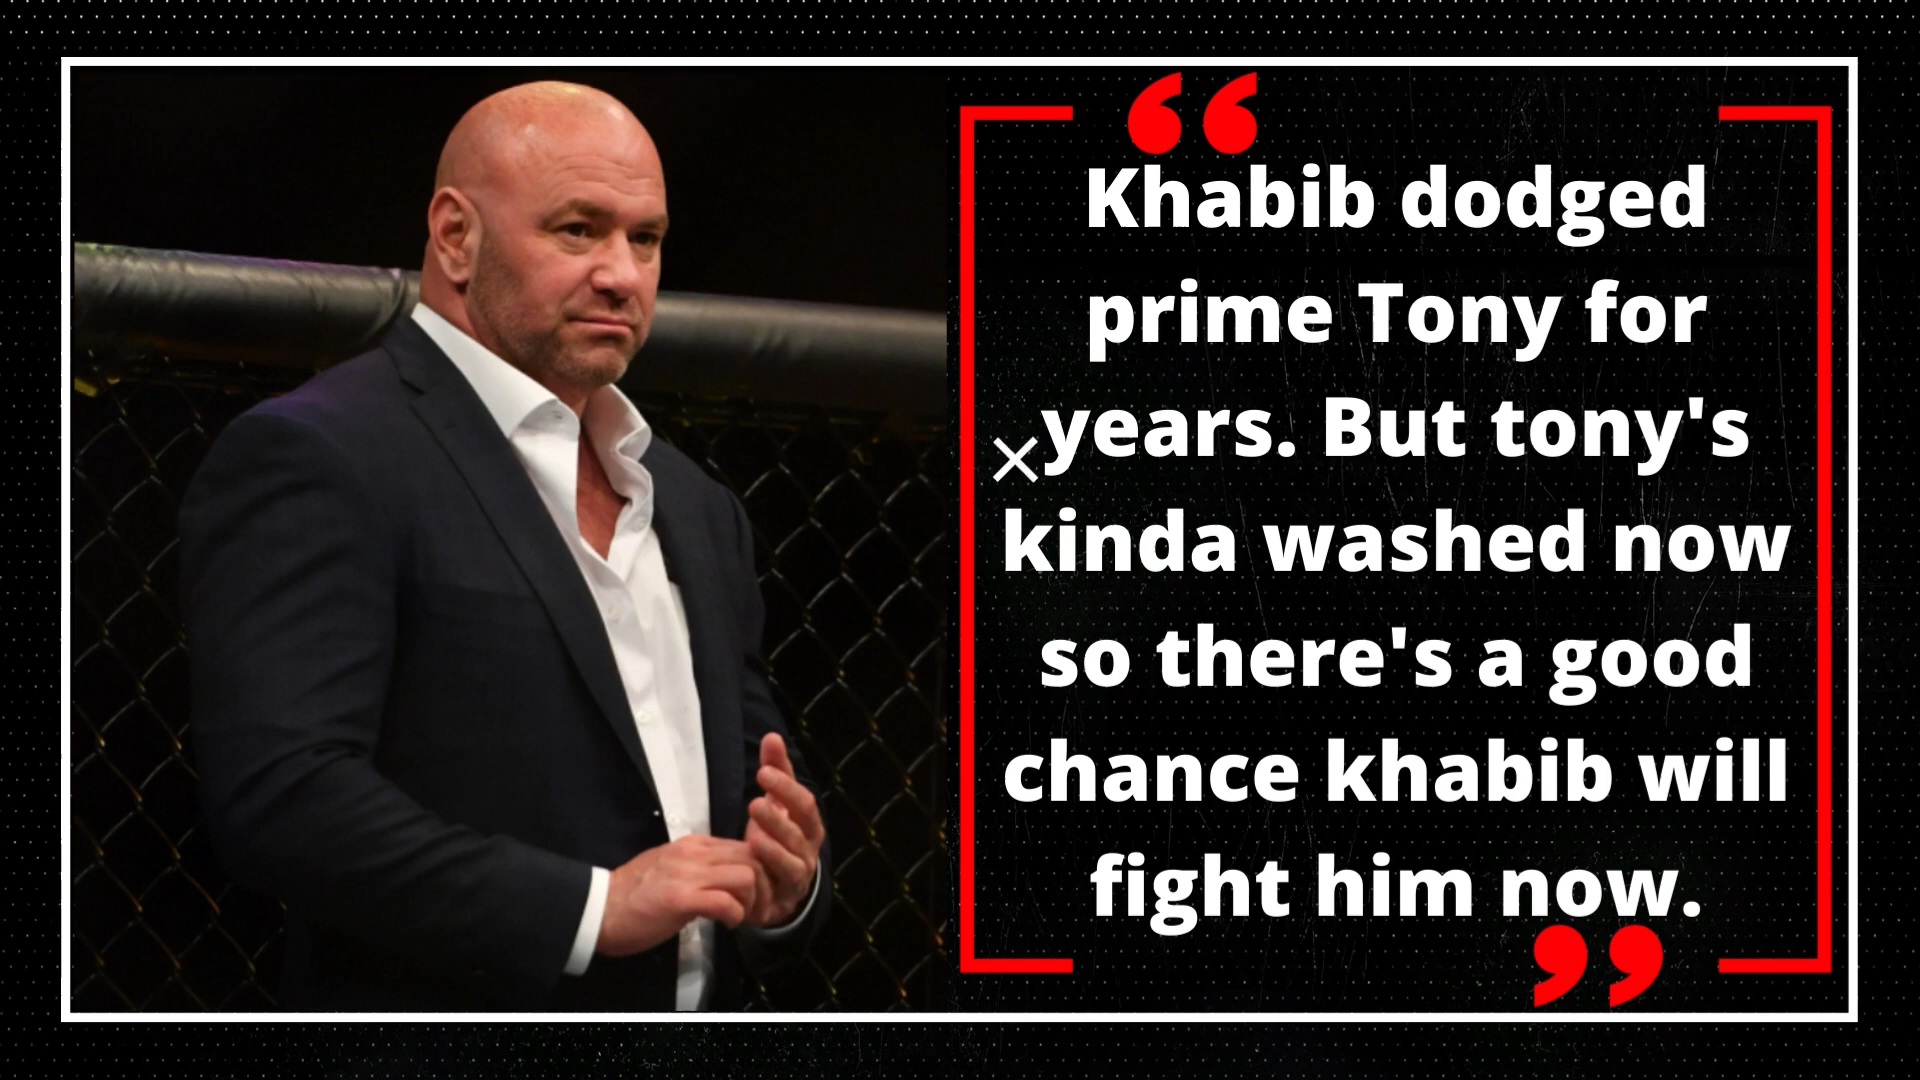 “
Khabib dodged
prime Tony for
years. But tony's
kinda washed now
so there's a good
chance khabib will
fight him now.
”